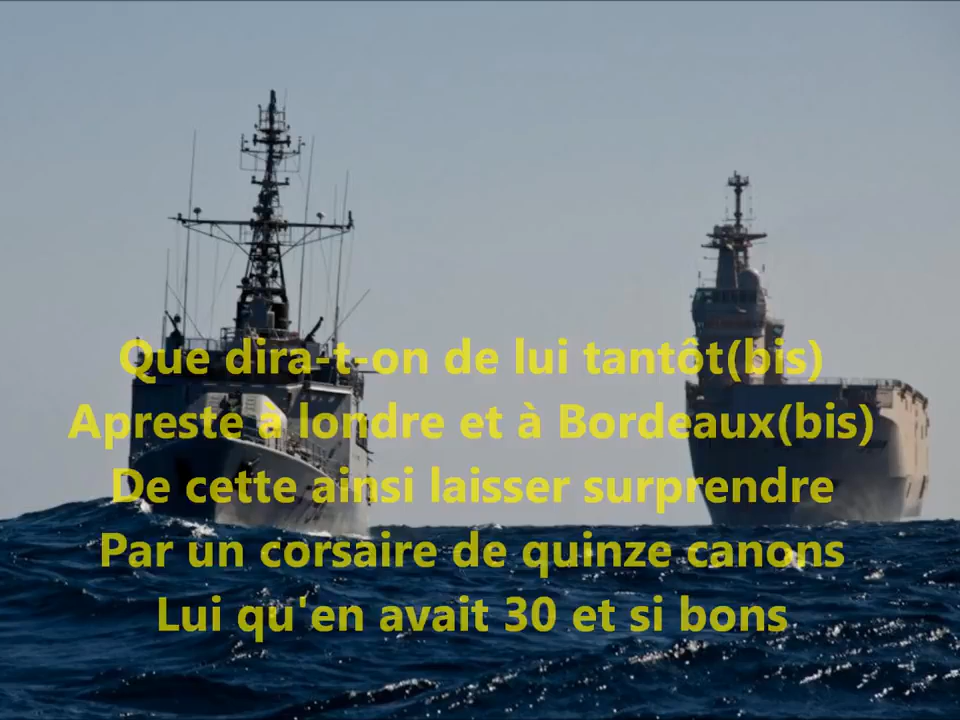 Que dira-t-on de lui tantôt(bis)
Apreste à londre et à Bordeaux(bis)
De cette ainsi laisser surprendre
Par un corsaire de quinze canons
Lui qu'en avait 30 et si bons